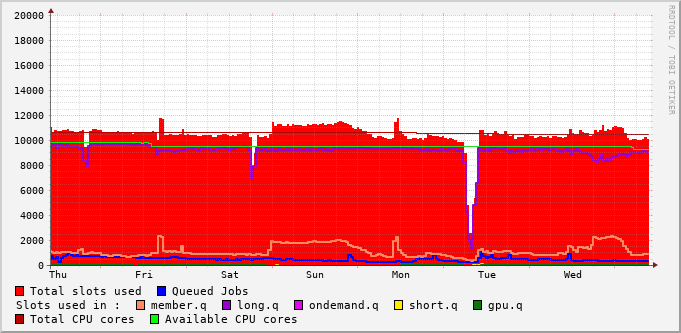 RRDTOOL / TOBI OETIKER
20000
18000
16000
14000
12000
10000
8000
6000
4000
2000
0
Thu Fri Sat Sun Mon Tue Wed
Total slots used Queued Jobs
Slots used in : member.q long.q ondemand.q short.q gpu.q
Total CPU cores Available CPU cores